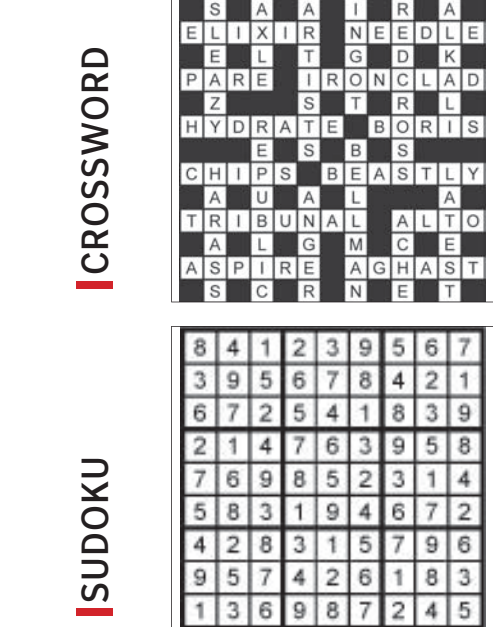 CROSSWORD
S A A I R A
E L I X I R N E E D L E
E L T G D K
P A R E I R O N C L A D
Z S T R L
H Y D R A T E B O R I S
E S B S
C H I P S B E A S T L Y
A U A L A
T R I B U N A L A L T O
A L G M C E
A S P I R E A G H A S T
S C R N E T
SUDOKU
8 4 1 2 3 9 5 6 7
3 9 5 6 7 8 4 2 1
6 7 2 5 4 1 8 3 9
2 1 4 7 6 3 9 5 8
7 6 9 8 5 2 3 1 4
5 8 3 1 9 4 6 7 2
4 2 8 3 1 5 7 9 6
9 5 7 4 2 6 1 8 3
1 3 6 9 8 7 2 4 5